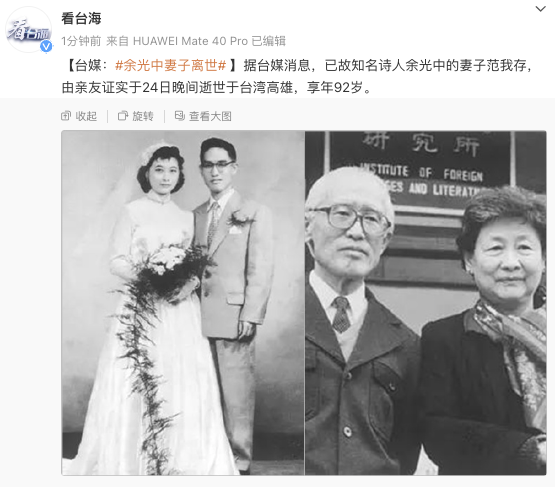 看台海
看台海
1分钟前 来自 HUAWEI Mate 40 Pro 已编辑
【台媒：#余光中妻子离世# 】据台媒消息，已故知名诗人余光中的妻子范我存，
由亲友证实于24日晚间逝世于台湾高雄，享年92岁。
收起 旋转 查看大图
研究所
INSTITUTE OF FOREIGN
GES AND LITERATU